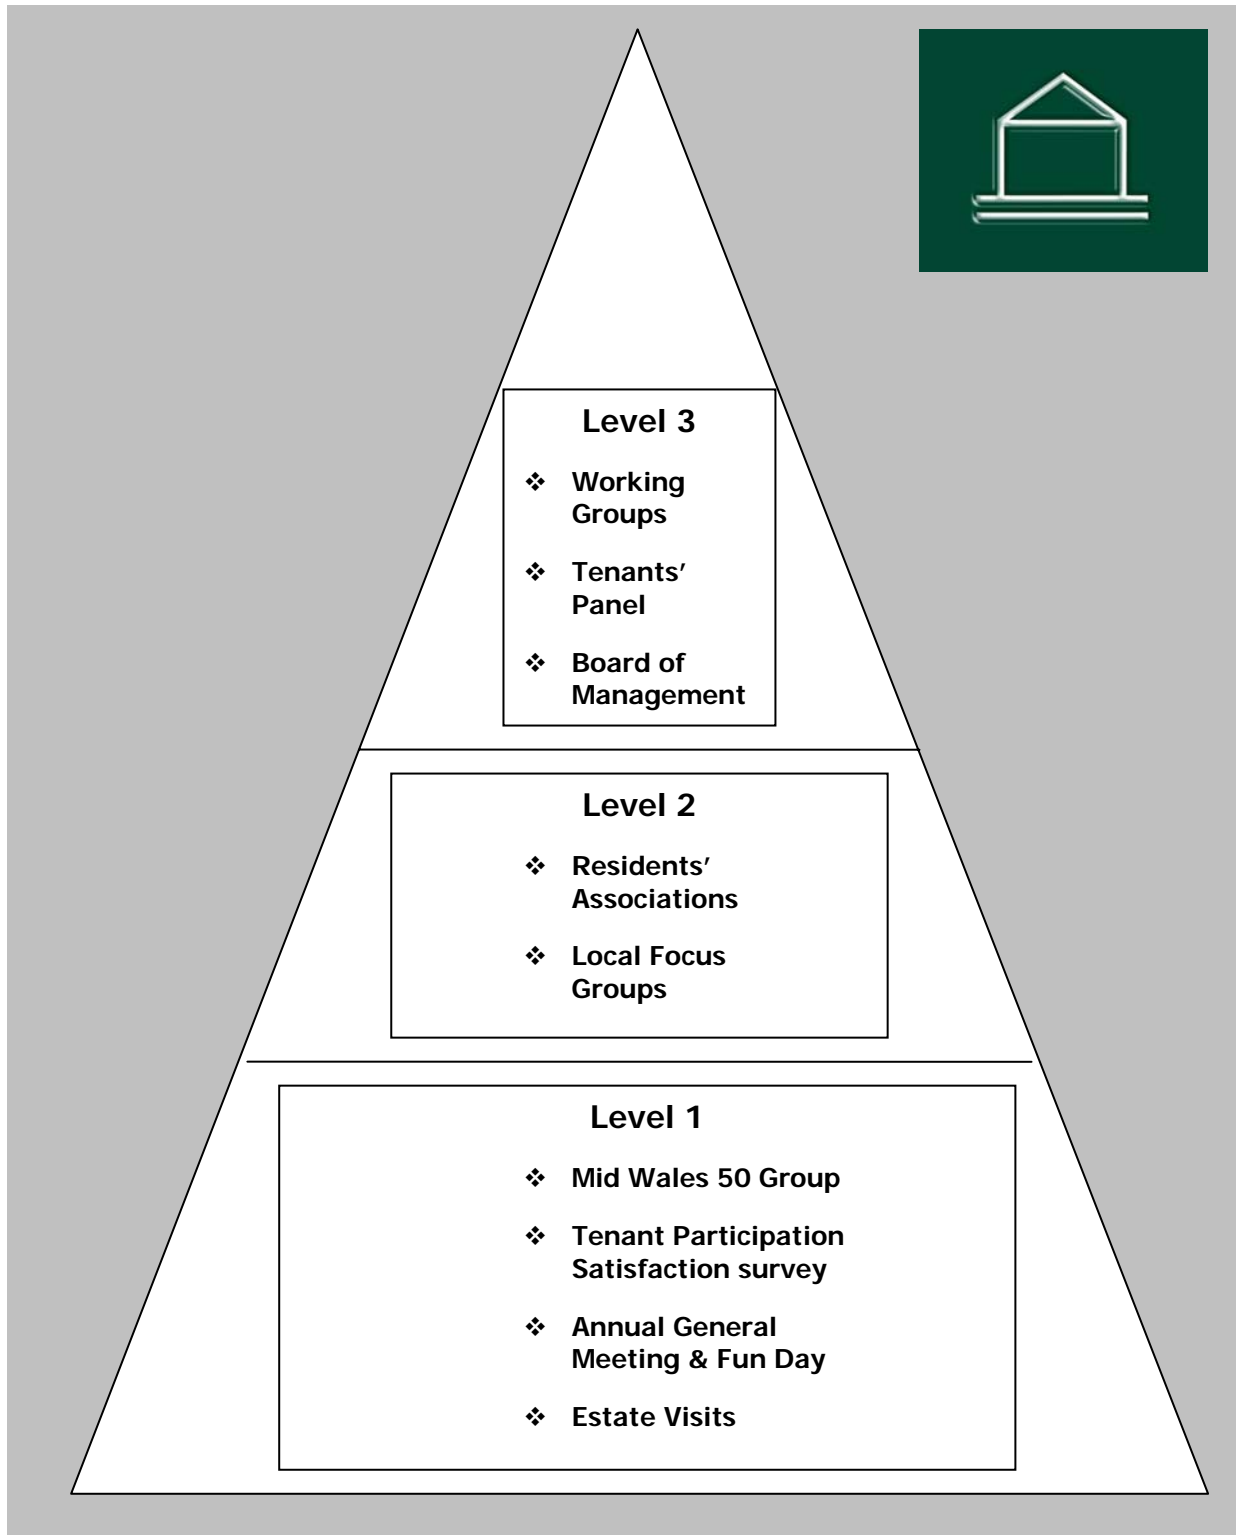 Level 3
❖ Working
Groups
❖ Tenants’
Panel
❖ Board of
Management
Level 2
❖ Residents’
Associations
❖ Local Focus
Groups
Level 1
❖ Mid Wales 50 Group
❖ Tenant Participation
Satisfaction survey
❖ Annual General
Meeting & Fun Day
❖ Estate Visits